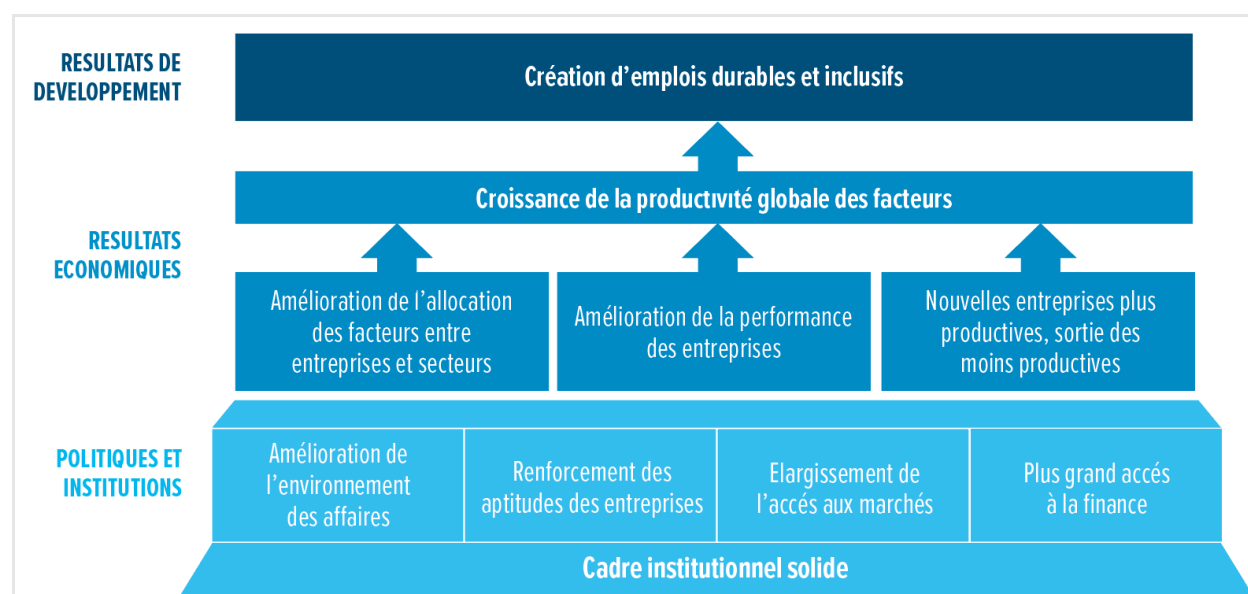 RESULTATS DE
DEVELOPPEMENT
Création d’emplois durables et inclusifs
Croissance de la productivité globale des facteurs
RESULTATS
ECONOMIQUES
Amélioration de l’allocation
des facteurs entre
entreprises et secteurs
Amélioration de la performance
des entreprises
Nouvelles entreprises plus
productives, sortie des
moins productives
POLITIQUES ET
INSTITUTIONS
Amélioration de
l’environnement
des affaires
Renforcement des
aptitudes des entreprises
Elargissement de
l’accés aux marchés
Plus grand accés
à la finance
Cadre institutionnel solide